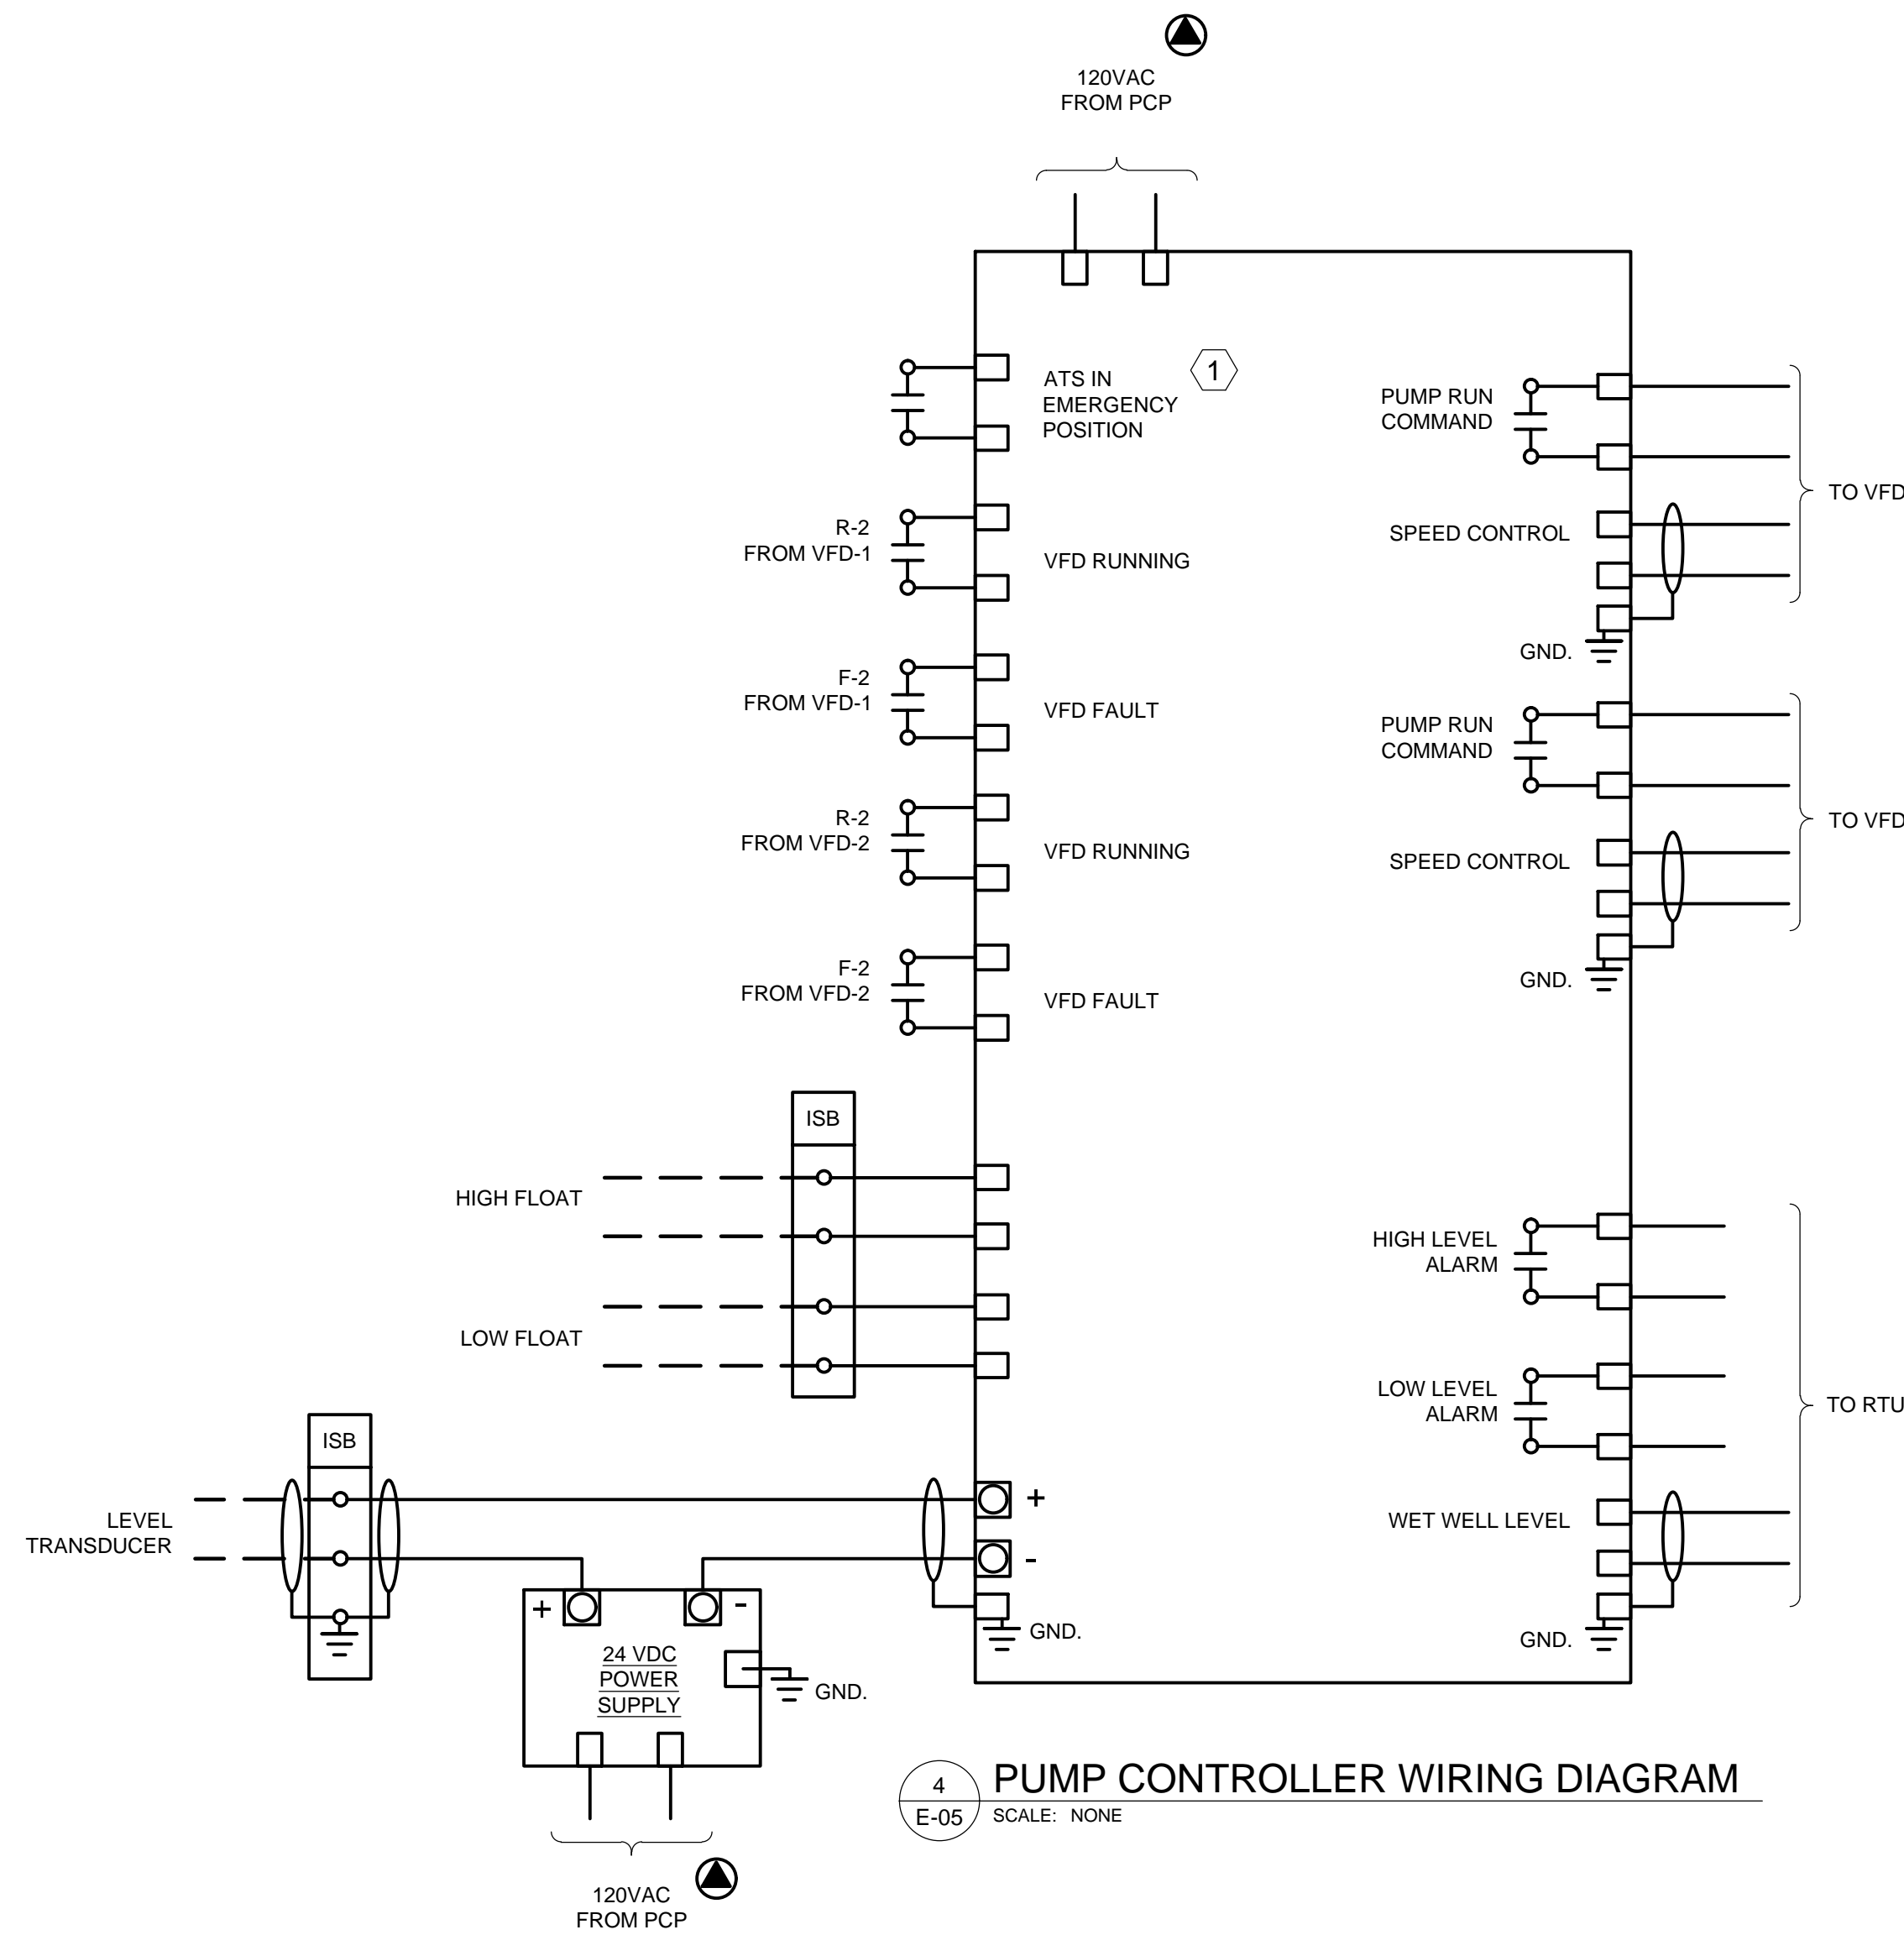 120VAC
FROM PCP
ATS IN
EMERGENCY
POSITION
1
PUMP RUN
COMMAND
TO VFD
SPEED CONTROL
GND.
R-2
FROM VFD-1
VFD RUNNING
F-2
FROM VFD-1
VFD FAULT
PUMP RUN
COMMAND
TO VFD
SPEED CONTROL
GND.
R-2
FROM VFD-2
VFD RUNNING
F-2
FROM VFD-2
VFD FAULT
ISB
HIGH FLOAT
LOW FLOAT
HIGH LEVEL
ALARM
LOW LEVEL
ALARM
TO RTU
WET WELL LEVEL
GND.
ISB
LEVEL
TRANSDUCER
+
-
GND.
+
-
24 VDC
POWER
SUPPLY
GND.
120VAC
FROM PCP
4
E-05
PUMP CONTROLLER WIRING DIAGRAM
SCALE: NONE